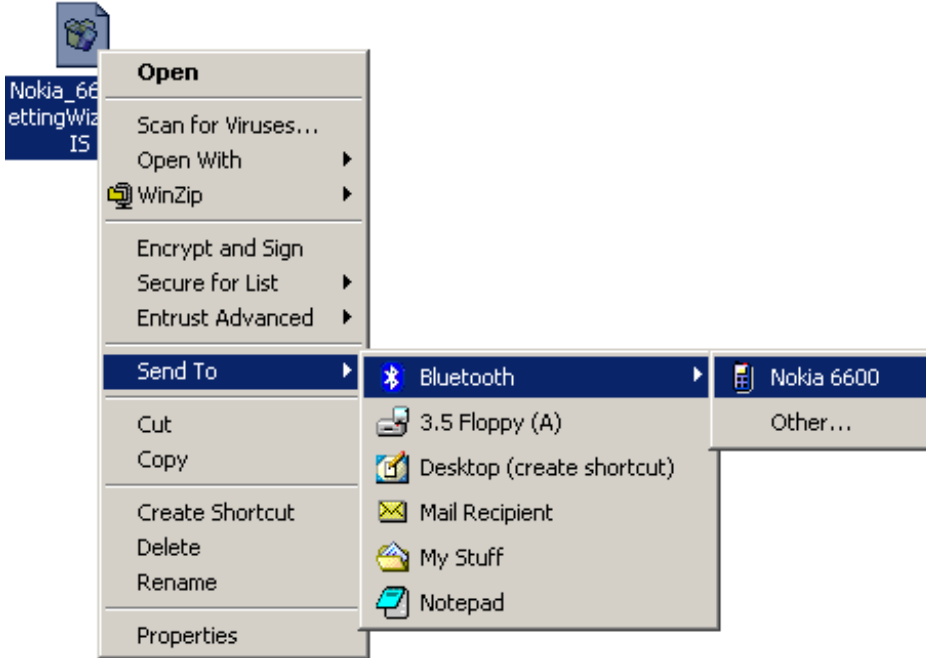 Nokia_66
ettingWiz
IS
Open
Scan for Viruses...
Open With
WinZip
Encrypt and Sign
Secure for List
Entrust Advanced
Send To
Cut
Copy
Create Shortcut
Delete
Rename
Properties
Bluetooth
3.5 Floppy (A)
Desktop (create shortcut)
Mail Recipient
My Stuff
Notepad
Nokia 6600
Other...